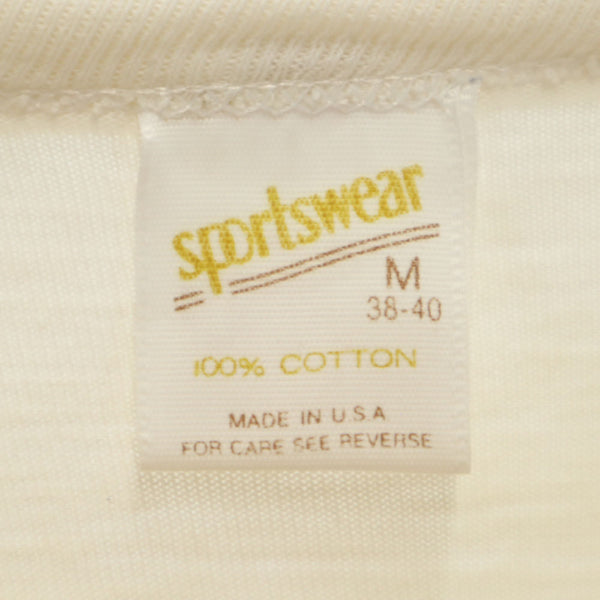 sportswear
M
38-40
100% COTTON
MADE IN U.S.A
FOR CARE SEE REVERSE